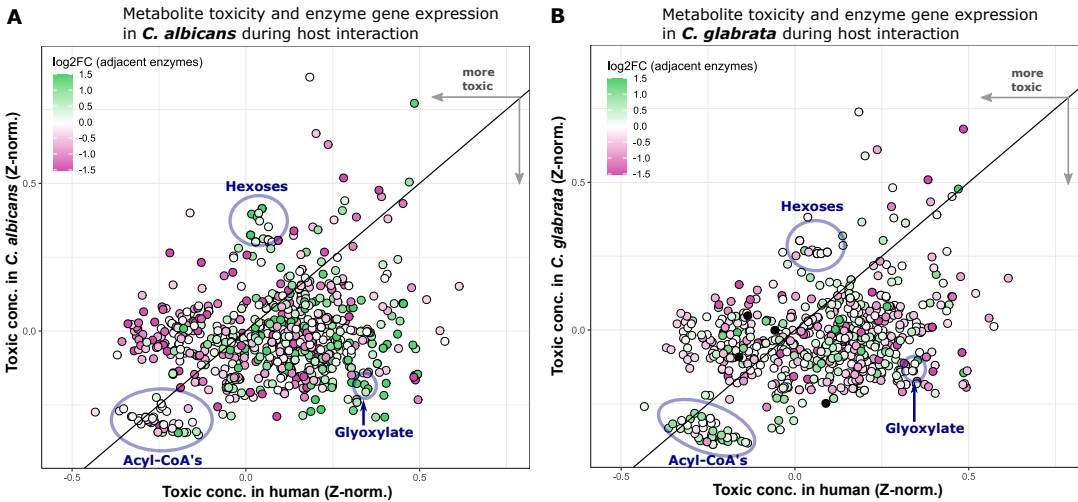 A
Metabolite toxicity and enzyme gene expression
in C. albicans during host interaction
log2FC (adjacent enzymes)
1.5
1.0
0.5
0.0
-0.5
-1.0
-1.5
more
toxic
Hexoses
Glyoxylate
Acyl-CoA's
Toxic conc. in C. albicans (Z-norm.)
0.5
0.0
-0.5
0.0
0.5
Toxic conc. in human (Z-norm.)
B
Metabolite toxicity and enzyme gene expression
in C. glabrata during host interaction
log2FC (adjacent enzymes)
1.5
1.0
0.5
0.0
-0.5
-1.0
-1.5
more
toxic
Hexoses
Glyoxylate
Acyl-CoA's
Toxic conc. in C. glabrata (Z-norm.)
0.5
0.0
-0.5
0.0
0.5
Toxic conc. in human (Z-norm.)